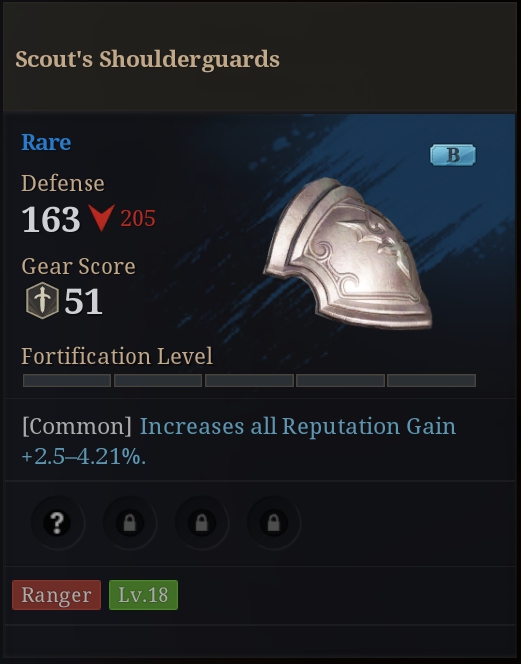 Scout's Shoulderguards
Rare
B
Defense
163 205
Gear Score
51
Fortification Level
[Common] Increases all Reputation Gain
+2.5–4.21%.
?
Ranger Lv.18